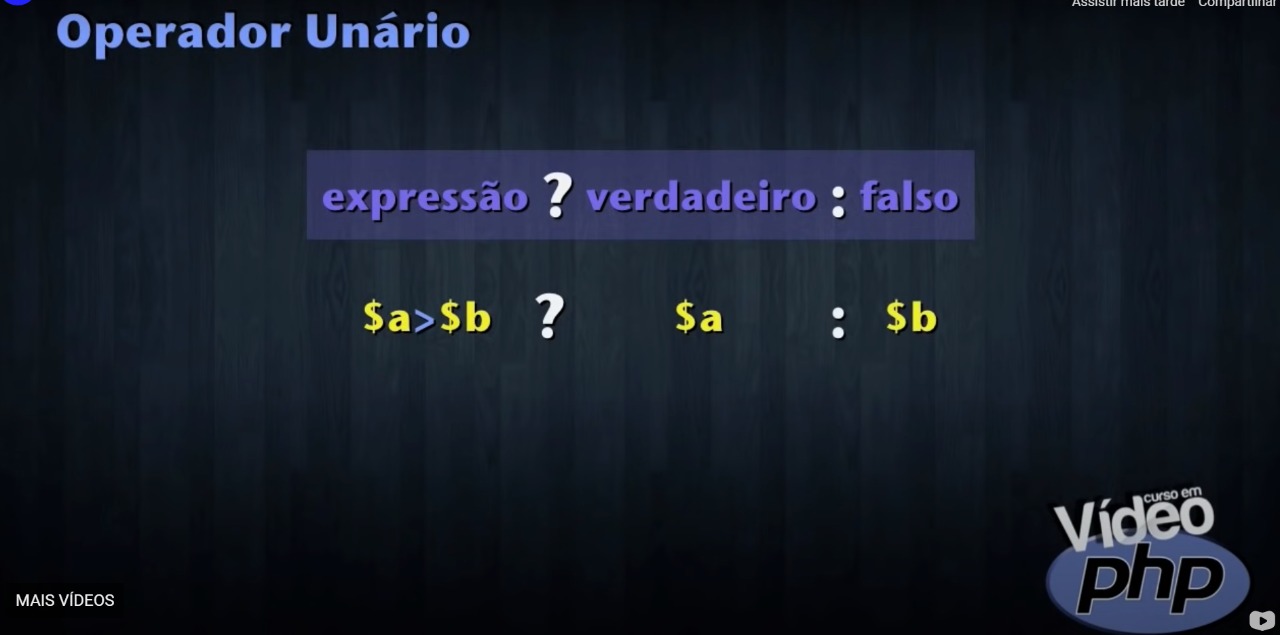 Assistir mais tarde Compartilhar
Operador Unário
expressão ? verdadeiro : falso
$a>$b ? $a : $b
curso em
Vídeo
php
MAIS VÍDEOS